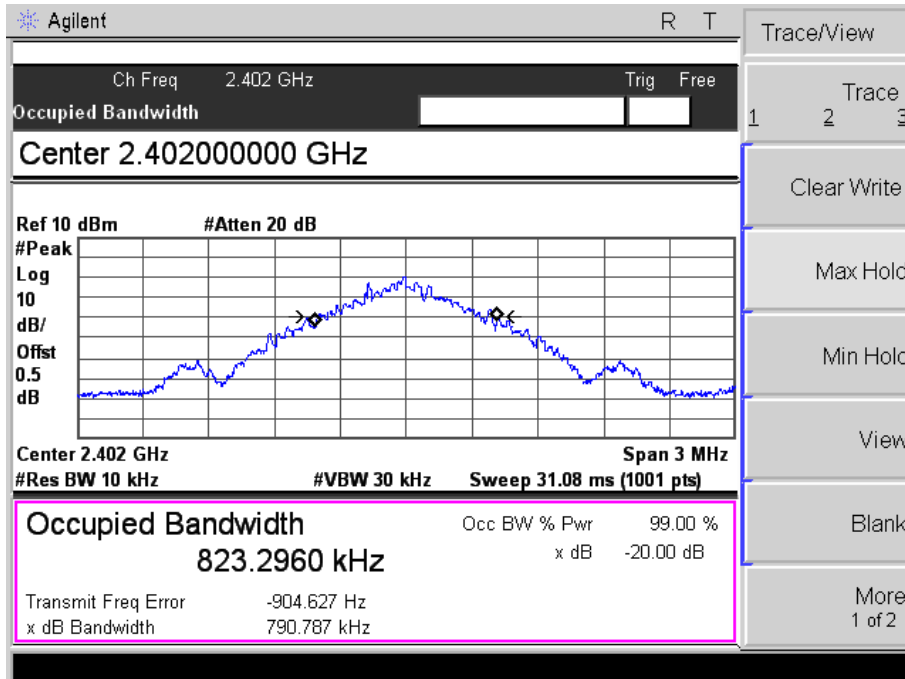 Agilent R T
Trace/View
Ch Freq 2.402 GHz Trig Free
Occupied Bandwidth
Trace
1 2 3
Center 2.402000000 GHz
Clear Write
Ref 10 dBm #Atten 20 dB
#Peak
Log
10
dB/
Offst
0.5
dB
Max Hold
Min Hold
Center 2.402 GHz Span 3 MHz
#Res BW 10 kHz #VBW 30 kHz Sweep 31.08 ms (1001 pts)
View
Occupied Bandwidth Occ BW % Pwr 99.00 %
823.2960 kHz x dB -20.00 dB
Blank
Transmit Freq Error -904.627 Hz
x dB Bandwidth 790.787 kHz
More
1 of 2